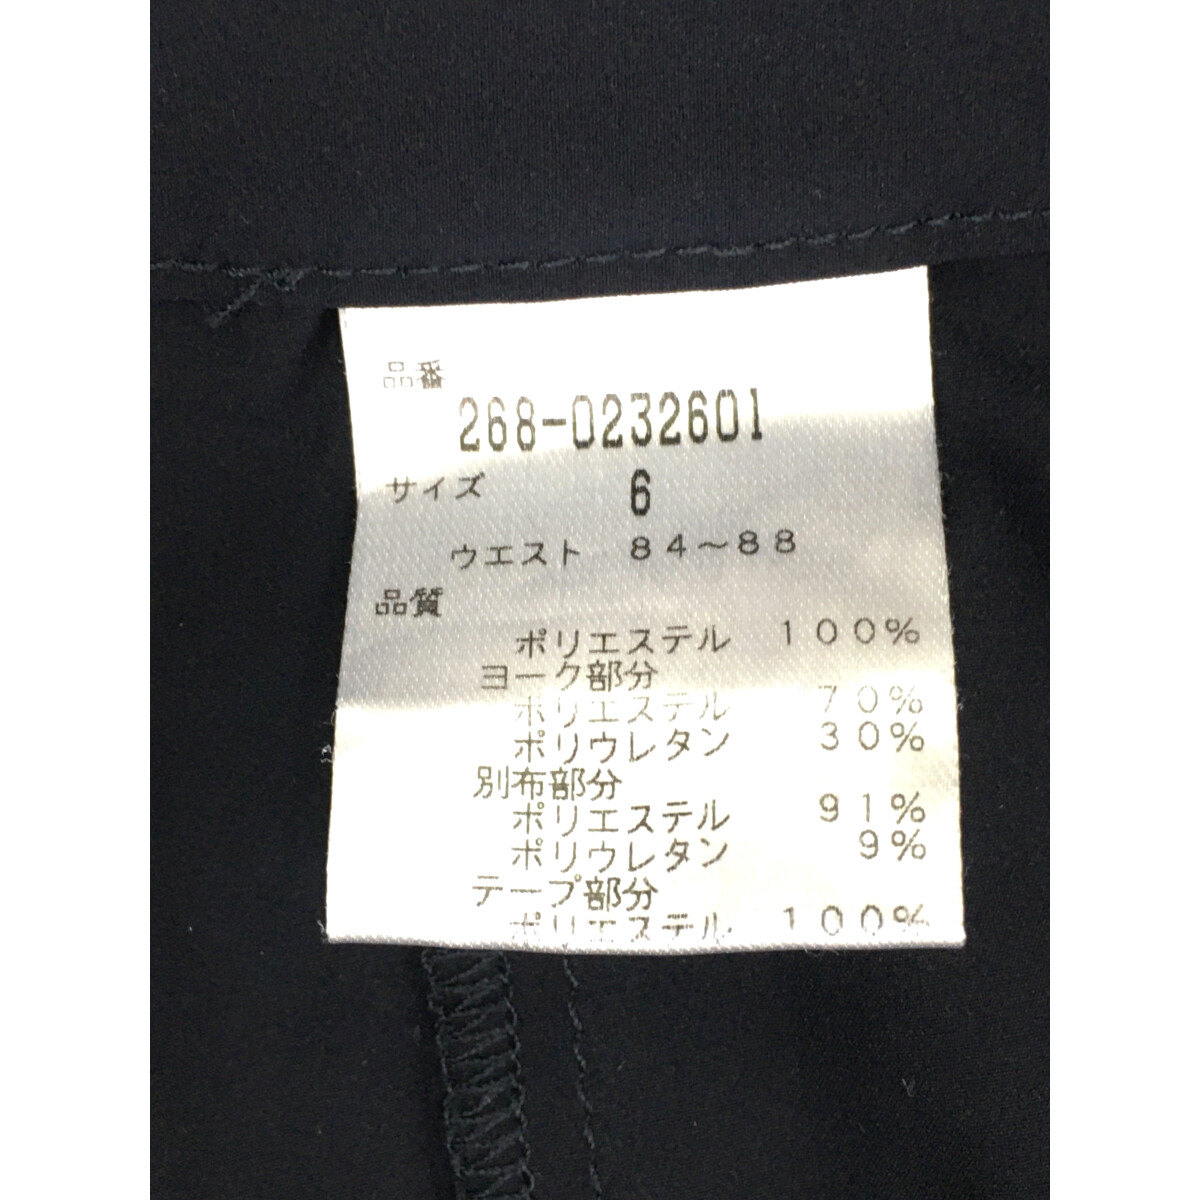 品番
268-0232601
サイズ 6
ウエスト 84～88
品質
ポリエステル 100%
ヨーク部分
ポリエステル 70%
ポリウレタン 30%
別布部分
ポリエステル 91%
ポリウレタン 9%
テープ部分
ポリエステル 100%